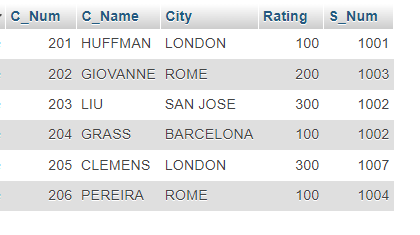 C_Num C_Name City Rating S_Num
201 HUFFMAN LONDON 100 1001
202 GIOVANNE ROME 200 1003
203 LIU SAN JOSE 300 1002
204 GRASS BARCELONA 100 1002
205 CLEMENS LONDON 300 1007
206 PEREIRA ROME 100 1004